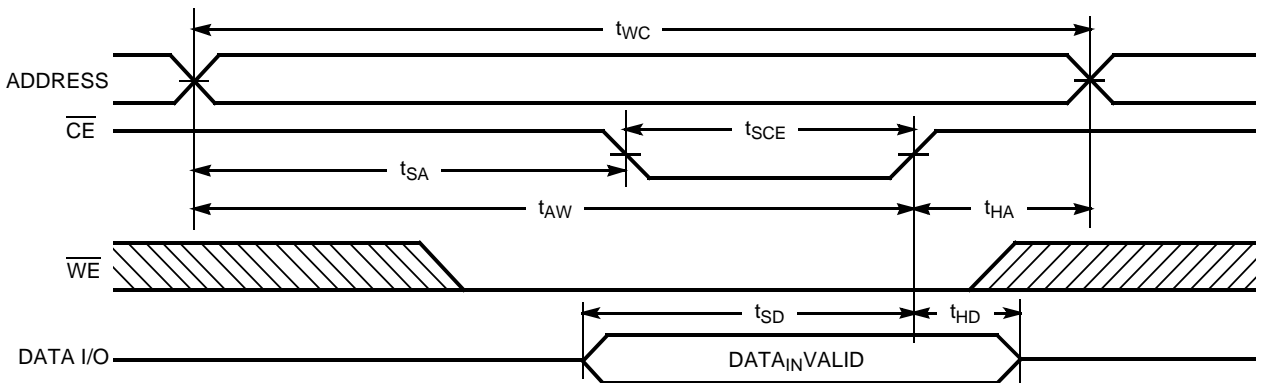 tWC
ADDRESS
CE
tSCE
tSA
tAW
tHA
WE
tSD
tHD
DATA I/O
DATAINVALID